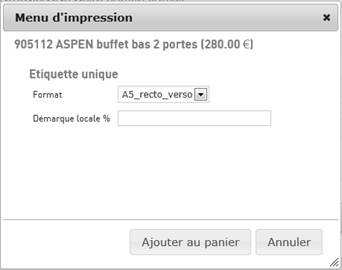 Menu d'impression
905112 ASPEN buffet bas 2 portes (280.00 €)
Etiquette unique
Format A5_recto_verso
Démarque locale %
Ajout au panier Annuler